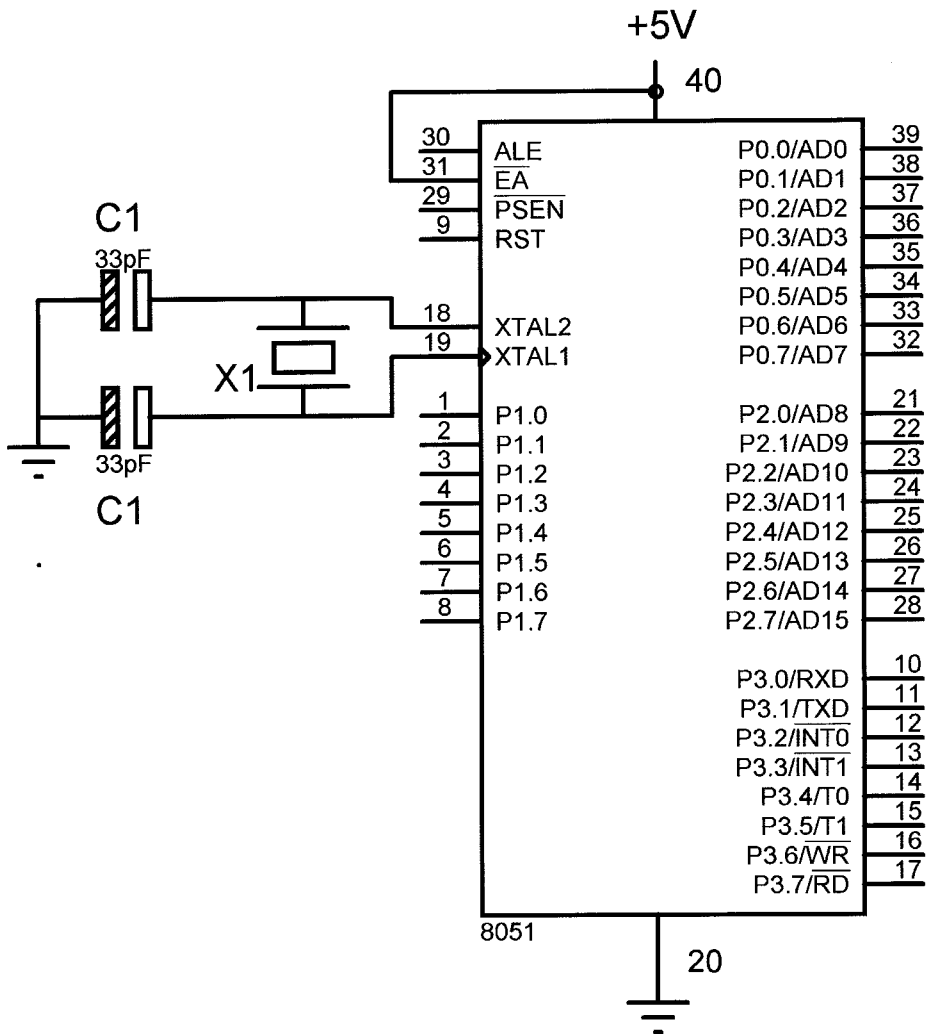 +5V
40
30
ALE
31
EA
29
PSEN
9
RST
C1
33pF
18
XTAL2
19
XTAL1
X1
33pF
C1
1
P1.0
2
P1.1
3
P1.2
4
P1.3
5
P1.4
6
P1.5
7
P1.6
8
P1.7
P0.0/AD0
39
P0.1/AD1
38
P0.2/AD2
37
P0.3/AD3
36
P0.4/AD4
35
P0.5/AD5
34
P0.6/AD6
33
P0.7/AD7
32
P2.0/AD8
21
P2.1/AD9
22
P2.2/AD10
23
P2.3/AD11
24
P2.4/AD12
25
P2.5/AD13
26
P2.6/AD14
27
P2.7/AD15
28
P3.0/RXD
10
P3.1/TXD
11
P3.2/INT0
12
P3.3/INT1
13
P3.4/T0
14
P3.5/T1
15
P3.6/WR
16
P3.7/RD
17
8051
20